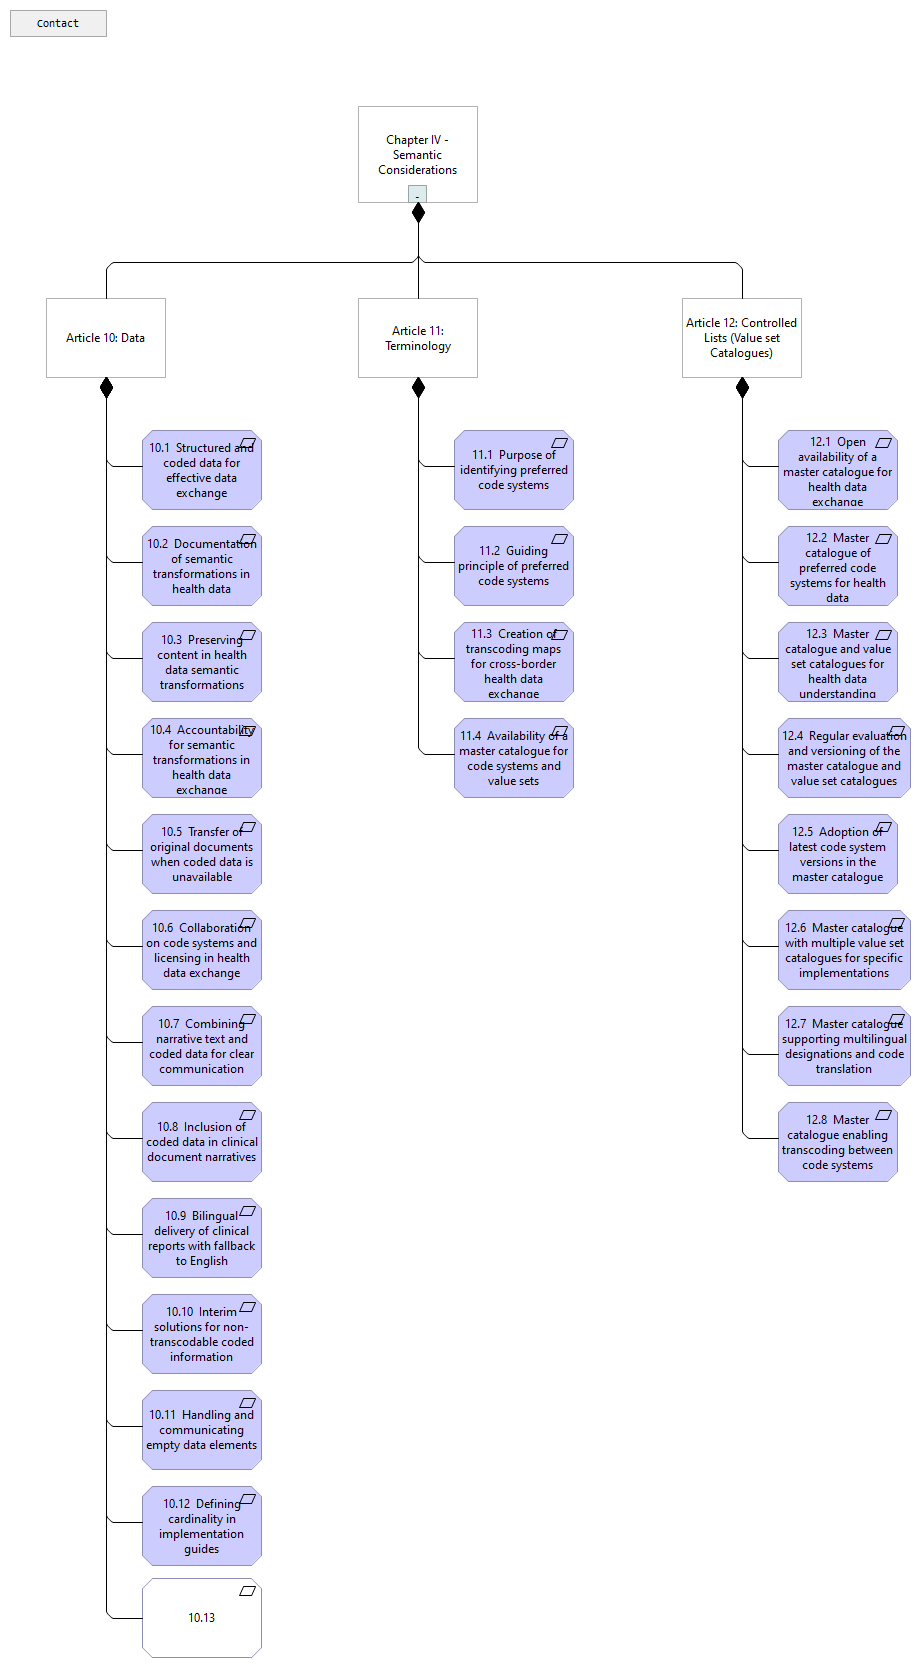 Contact
Chapter IV -
Semantic
Considerations
-
Article 10: Data
Article 11:
Terminology
Article 12: Controlled
Lists (Value set
Catalogues)
10.1  Structured and
coded data for
effective data
exchange
10.2  Documentation
of semantic
transformations in
health data
10.3  Preserving
content in health
data semantic
transformations
10.4  Accountability
for semantic
transformations in
health data
exchange
10.5  Transfer of
original documents
when coded data is
unavailable
10.6  Collaboration
on code systems and
licensing in health
data exchange
10.7  Combining
narrative text and
coded data for clear
communication
10.8  Inclusion of
coded data in clinical
document narratives
10.9  Bilingual
delivery of clinical
reports with fallback
to English
10.10  Interim
solutions for non-
transcodable coded
information
10.11  Handling and
communicating
empty data elements
10.12  Defining
cardinality in
implementation
guides
10.13
11.1  Purpose of
identifying preferred
code systems
11.2  Guiding
principle of preferred
code systems
11.3  Creation of
transcoding maps
for cross-border
health data
exchange
11.4  Availability of a
master catalogue for
code systems and
value sets
12.1  Open
availability of a
master catalogue for
health data
exchange
12.2  Master
catalogue of
preferred code
systems for health
data
12.3  Master
catalogue and value
set catalogues for
health data
understanding
12.4  Regular evaluation
and versioning of the
master catalogue and
value set catalogues
12.5  Adoption of
latest code system
versions in the
master catalogue
12.6  Master catalogue
with multiple value set
catalogues for specific
implementations
12.7  Master catalogue
supporting multilingual
designations and code
translation
12.8  Master
catalogue enabling
transcoding between
code systems